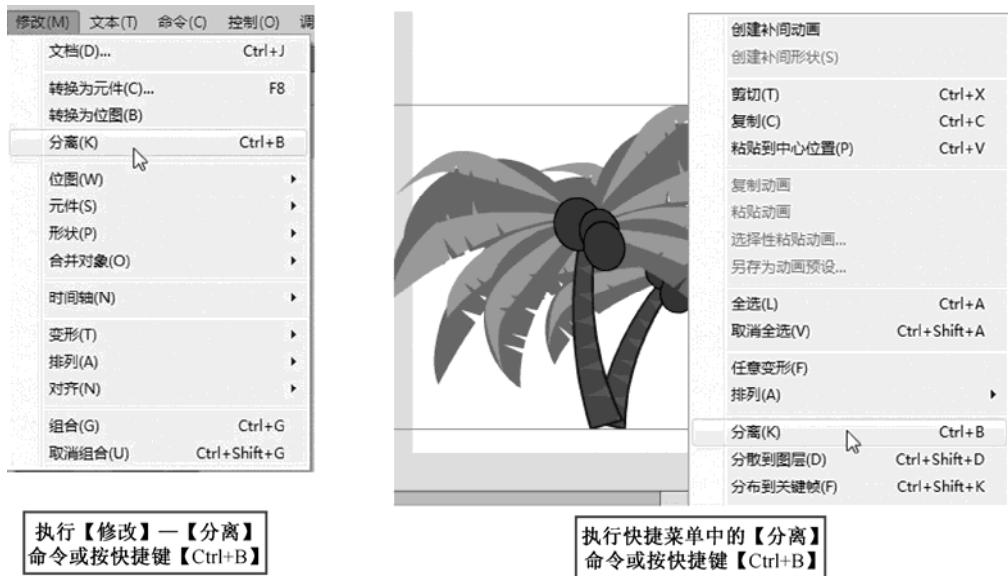 修改(M) 文本(T) 命令(C) 控制(O) 调
文档(D)... Ctrl+J
转换为元件(C)... F8
转换为位图(B)
分离(K) Ctrl+B
位图(W)
元件(S)
形状(P)
合并对象(O)
时间轴(N)
变形(T)
排列(A)
对齐(N)
组合(G) Ctrl+G
取消组合(U) Ctrl+Shift+G
执行【修改】—【分离】
命令或按快捷键【Ctrl+B】
创建补间动画
创建补间形状(S)
剪切(T) Ctrl+X
复制(C) Ctrl+C
粘贴到中心位置(P) Ctrl+V
复制动画
粘贴动画
选择性粘贴动画...
另存为动画预设...
全选(L) Ctrl+A
取消全选(V) Ctrl+Shift+A
任意变形(F)
排列(A)
分离(K) Ctrl+B
分散到图层(D) Ctrl+Shift+D
分布到关键帧(F) Ctrl+Shift+K
执行快捷菜单中的【分离】
命令或按快捷键【Ctrl+B】